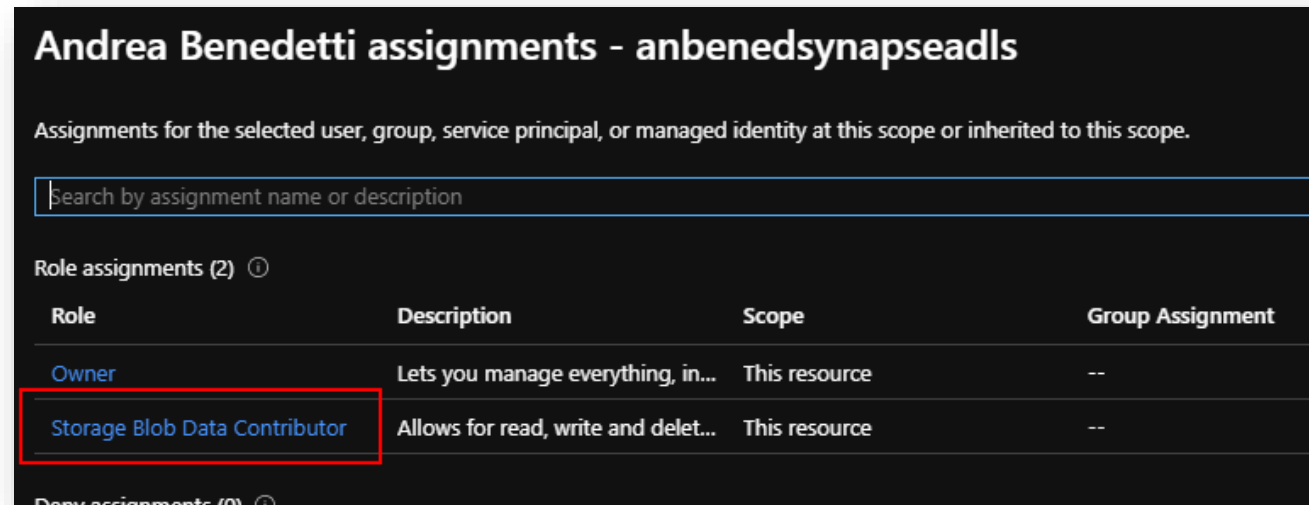 Andrea Benedetti assignments - anbenedsynapseadls
Assignments for the selected user, group, service principal, or managed identity at this scope or inherited to this scope.
Search by assignment name or description
Role assignments (2)
Role Description Scope Group Assignment
Owner Lets you manage everything, in... This resource --
Storage Blob Data Contributor Allows for read, write and delet... This resource --
Deny assignments (0)